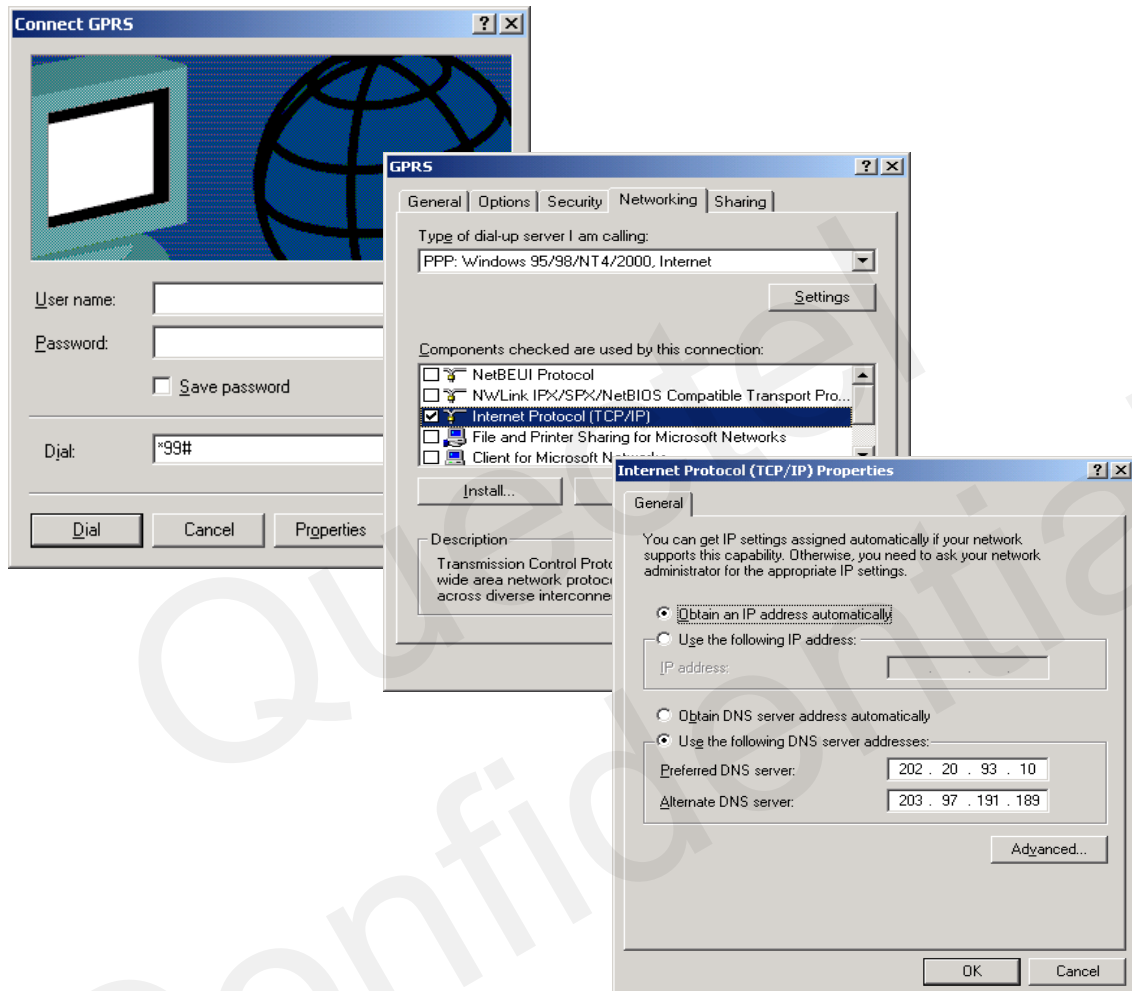 Connect GPRS
User name:
Password:
Save password
Dial:
*99#
Dial
Cancel
Properties
GPRS
General
Options
Security
Networking
Sharing
Type of dial-up server I am calling:
PPP: Windows 95/98/NT4/2000, Internet
Settings
Components checked are used by this connection:
NetBEUI Protocol
NWLink IPX/SPX/NetBIOS Compatible Transport Pro...
Internet Protocol (TCP/IP)
File and Printer Sharing for Microsoft Networks
Client for Microsoft
Install...
Description
Transmission Control
wide area network
across diverse
Internet Protocol (TCP/IP) Properties
General
You can get IP settings assigned automatically if your network
supports this capability. Otherwise, you need to ask your network
administrator for the appropriate IP settings.
Obtain an IP address automatically
Use the following IP address:
IP address:
. . .
Obtain DNS server address automatically
Use the following DNS server addresses:
Preferred DNS server:
202 . 20 . 93 . 10
Alternate DNS server:
203 . 97 . 191 . 189
Advanced...
OK
Cancel
Quectel
Confidential